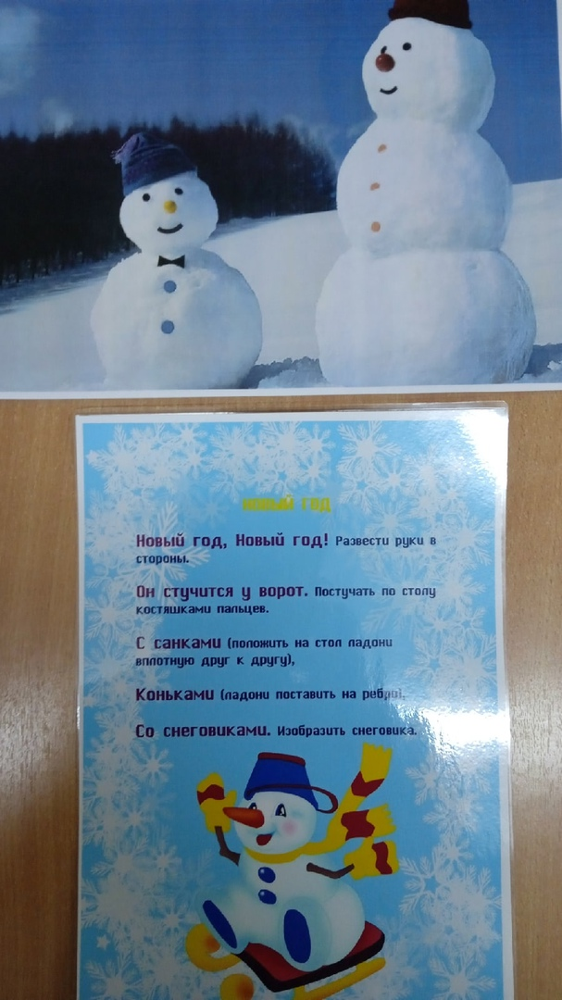 НОВЫЙ ГОД
Новый год, Новый год! Развести руки в
стороны.
Он стучится у ворот. Постучать по столу
костяшками пальцев.
С санками (положить на стол ладони
вплотную друг к другу),
Коньками (ладони поставить на ребро),
Со снеговиками. Изобразить снеговика.